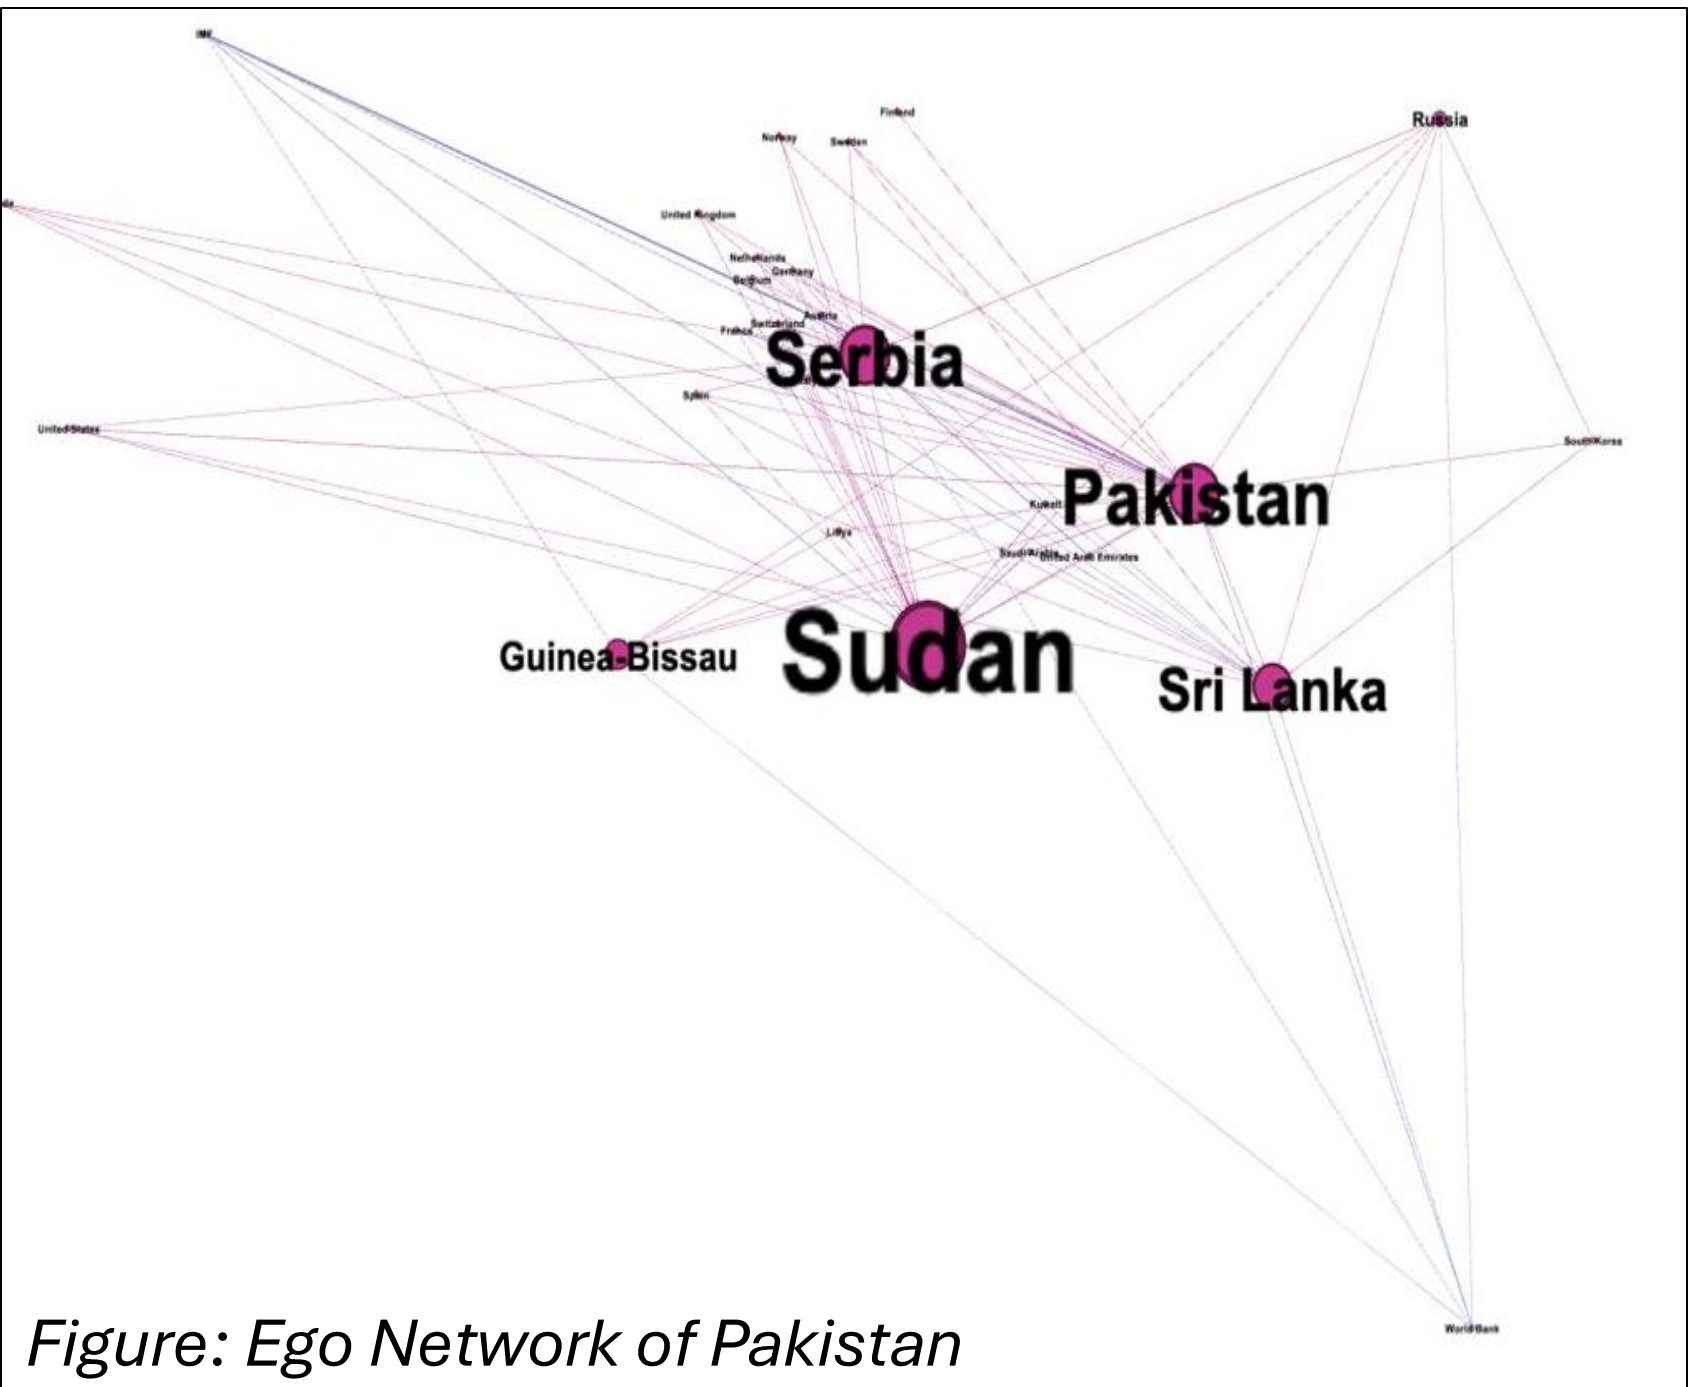 IMF
Finland
Russia
Norway
Sweden
United Kingdom
Netherlands
Germany
Belgium
Austria
Switzerland
France
Serbia
Spain
United States
South Korea
Pakistan
Kuwait
Libya
Saudi Arabia
United Arab Emirates
Guinea-Bissau
Sudan
Sri Lanka
World Bank
Figure: Ego Network of Pakistan